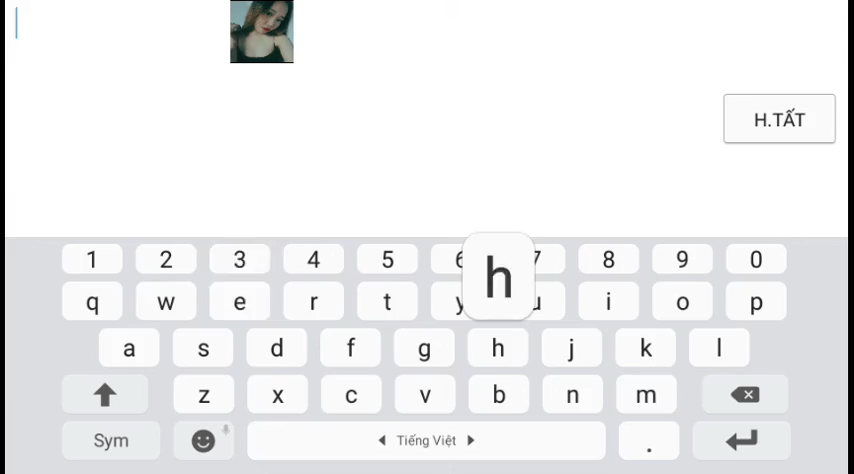 H.TẤT
1 2 3 4 5 6 7 8 9 0
h
q w e r t y u i o p
a s d f g h j k l
z x c v b n m
Sym Tiếng Việt .